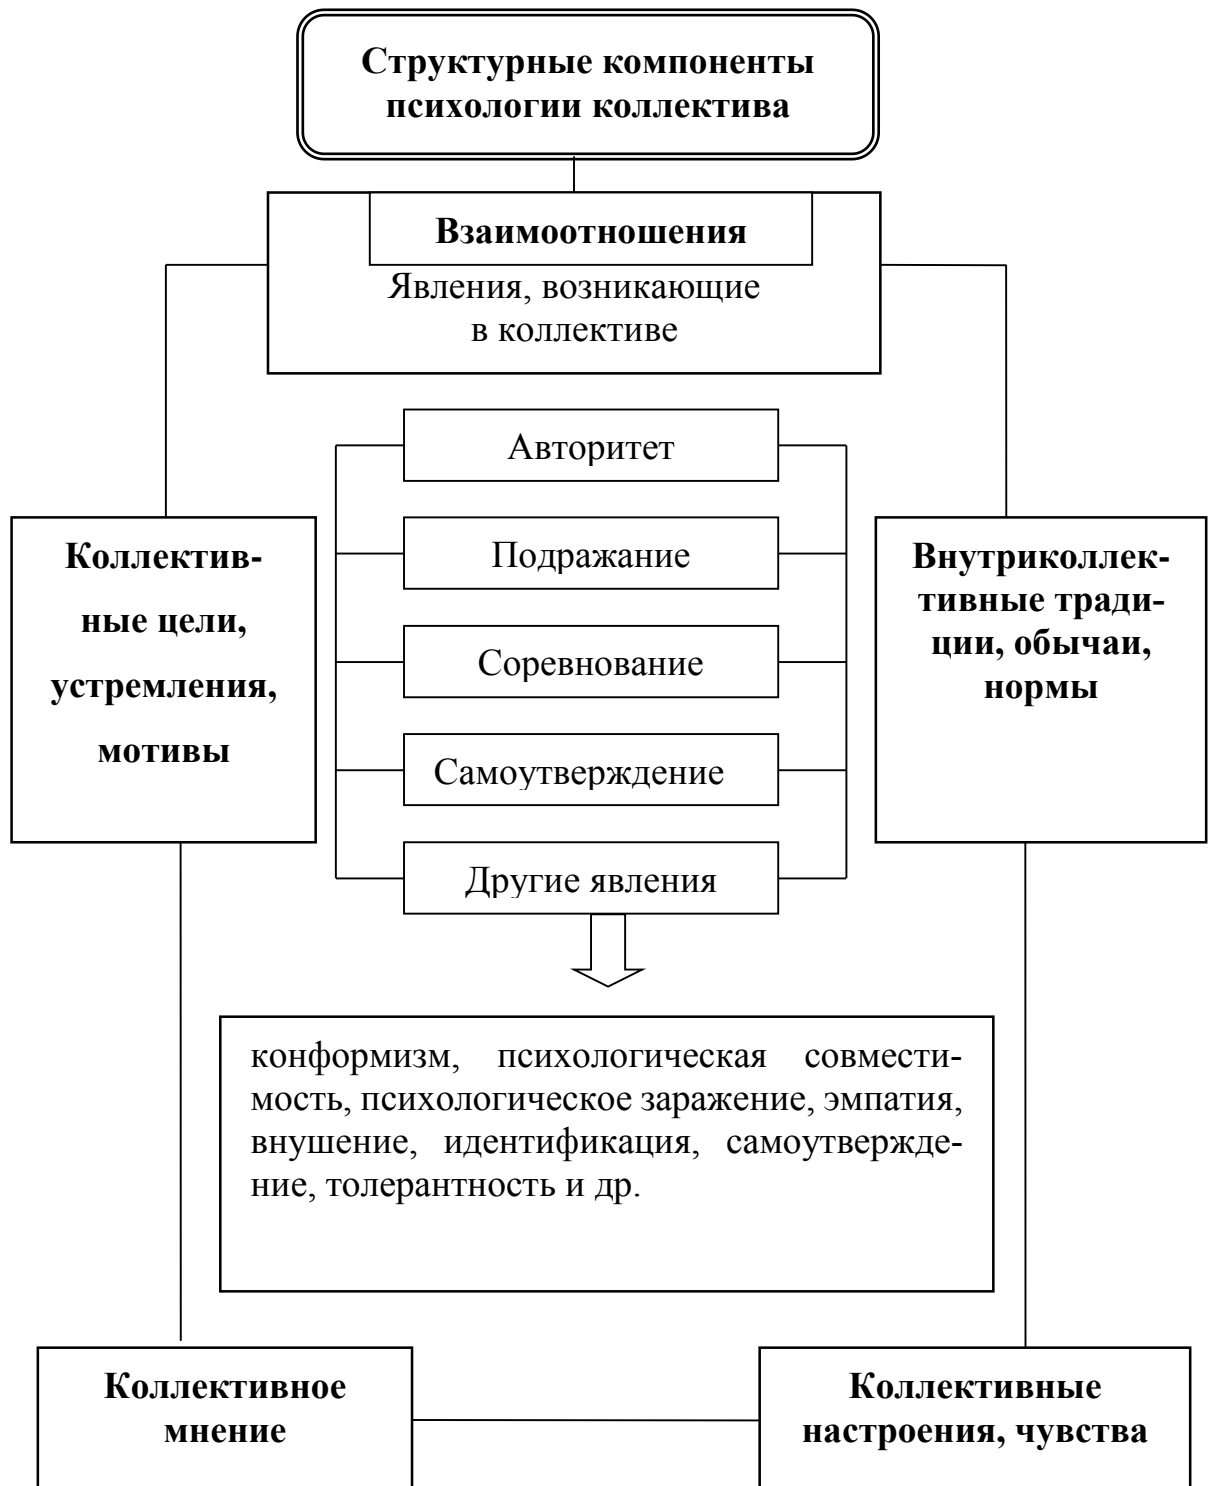 Структурные компоненты
психологии коллектива
Взаимоотношения
Явления, возникающие
в коллективе
Авторитет
Подражание
Соревнование
Самоутверждение
Другие явления
Коллектив-
ные цели,
устремления,
мотивы
Внутриколлек-
тивные тради-
ции, обычаи,
нормы
конформизм, психологическая совмести-
мость, психологическое заражение, эмпатия,
внушение, идентификация, самоутвержде-
ние, толерантность и др.
Коллективное
мнение
Коллективные
настроения, чувства